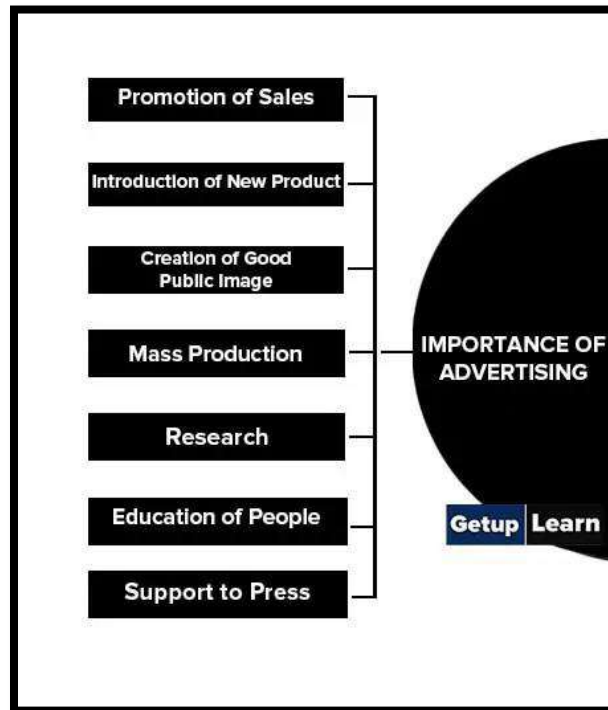 Promotion of Sales
Introduction of New Product
Creation of Good
Public Image
Mass Production
Research
Education of People
Support to Press
IMPORTANCE OF
ADVERTISING
Getup Learn